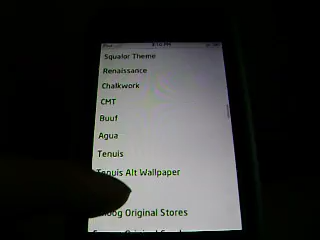 Squalor Theme
Renaissance
Chalkwork
CMT
Buuf
Agua
Tenuis
Tenuis Alt Wallpaper
Original Stores